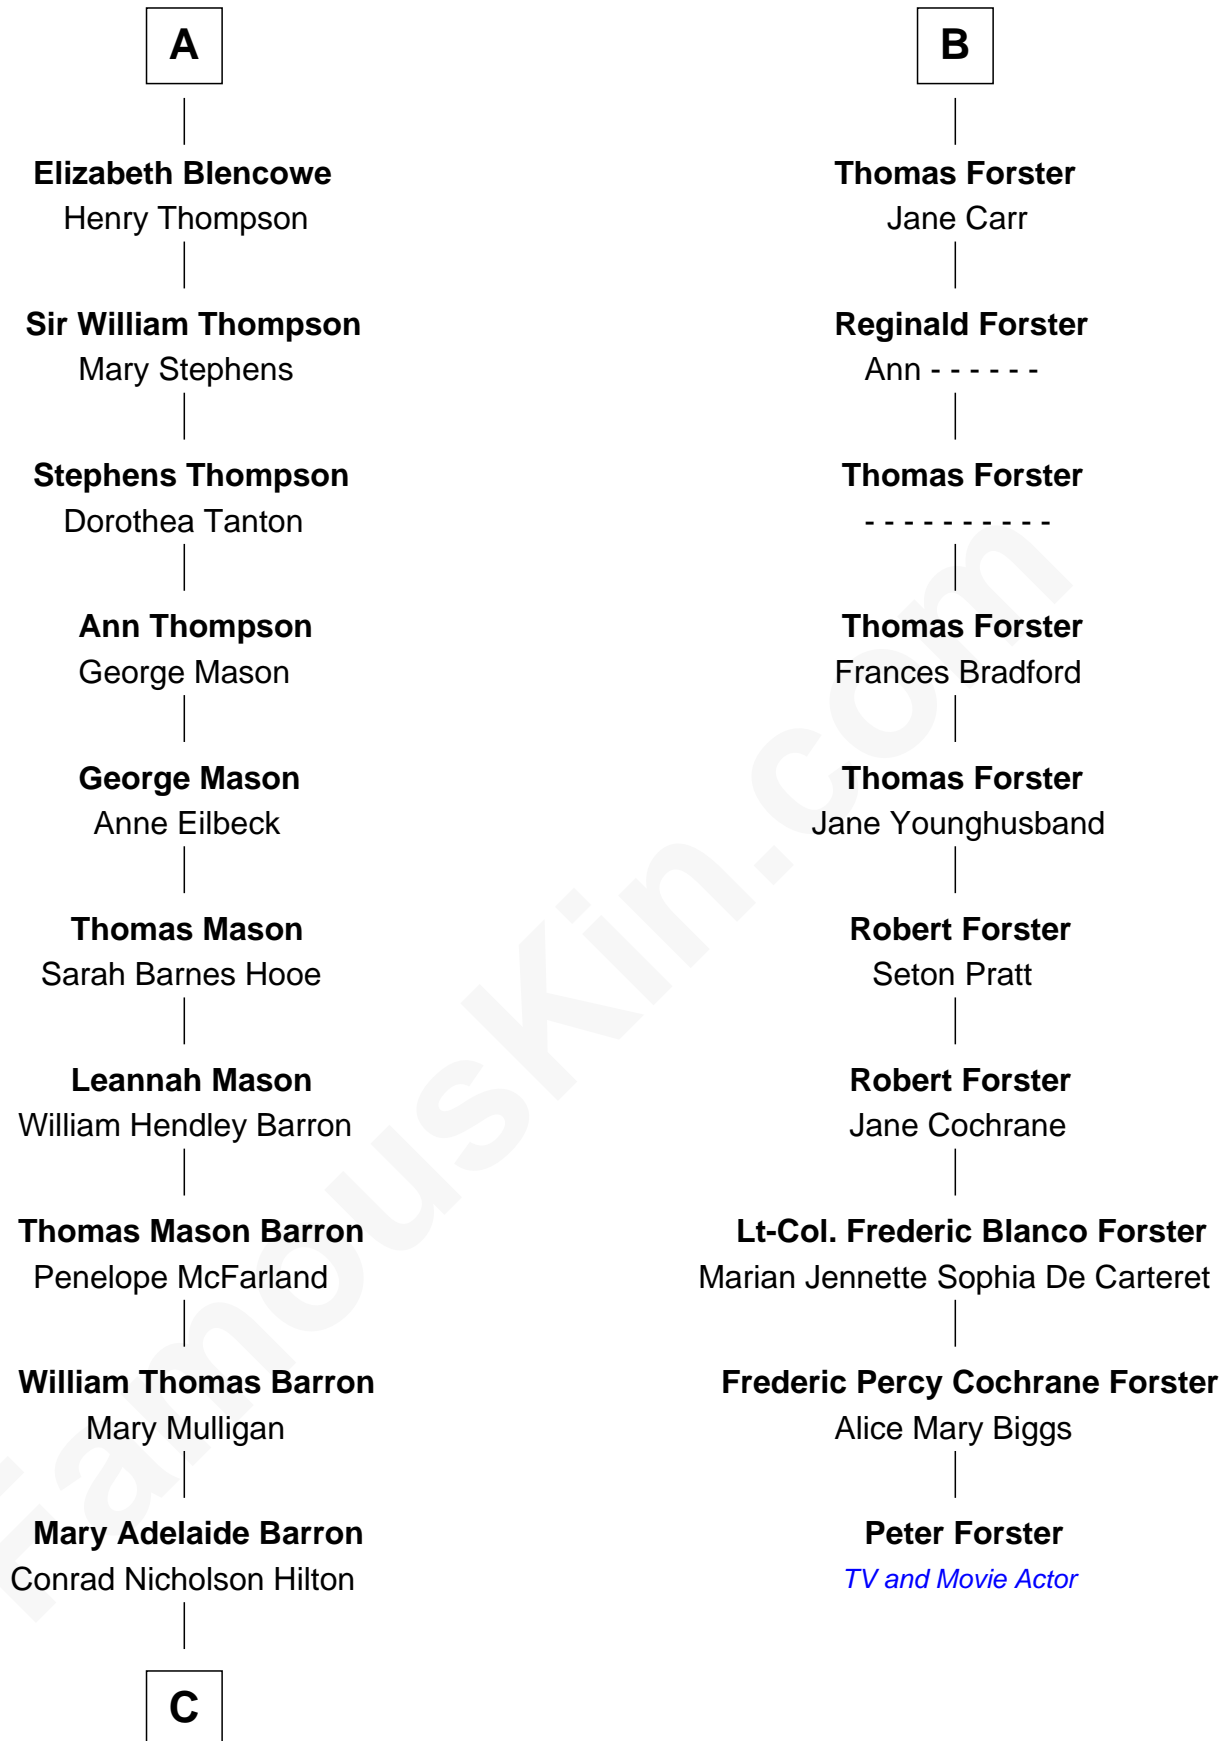 A
Elizabeth Blencowe
Henry Thompson
Sir William Thompson
Mary Stephens
Stephens Thompson
Dorothea Tanton
Ann Thompson
George Mason
George Mason
Anne Eilbeck
Thomas Mason
Sarah Barnes Hooe
Leannah Mason
William Hendley Barron
Thomas Mason Barron
Penelope McFarland
William Thomas Barron
Mary Mulligan
Mary Adelaide Barron
Conrad Nicholson Hilton
C
B
Thomas Forster
Jane Carr
Reginald Forster
Ann - - - - - -
Thomas Forster
- - - - - - - - - -
Thomas Forster
Frances Bradford
Thomas Forster
Jane Younghusband
Robert Forster
Seton Pratt
Robert Forster
Jane Cochrane
Lt-Col. Frederic Blanco Forster
Marian Jennette Sophia De Carteret
Frederic Percy Cochrane Forster
Alice Mary Biggs
Peter Forster
TV and Movie Actor
FamousKin.com